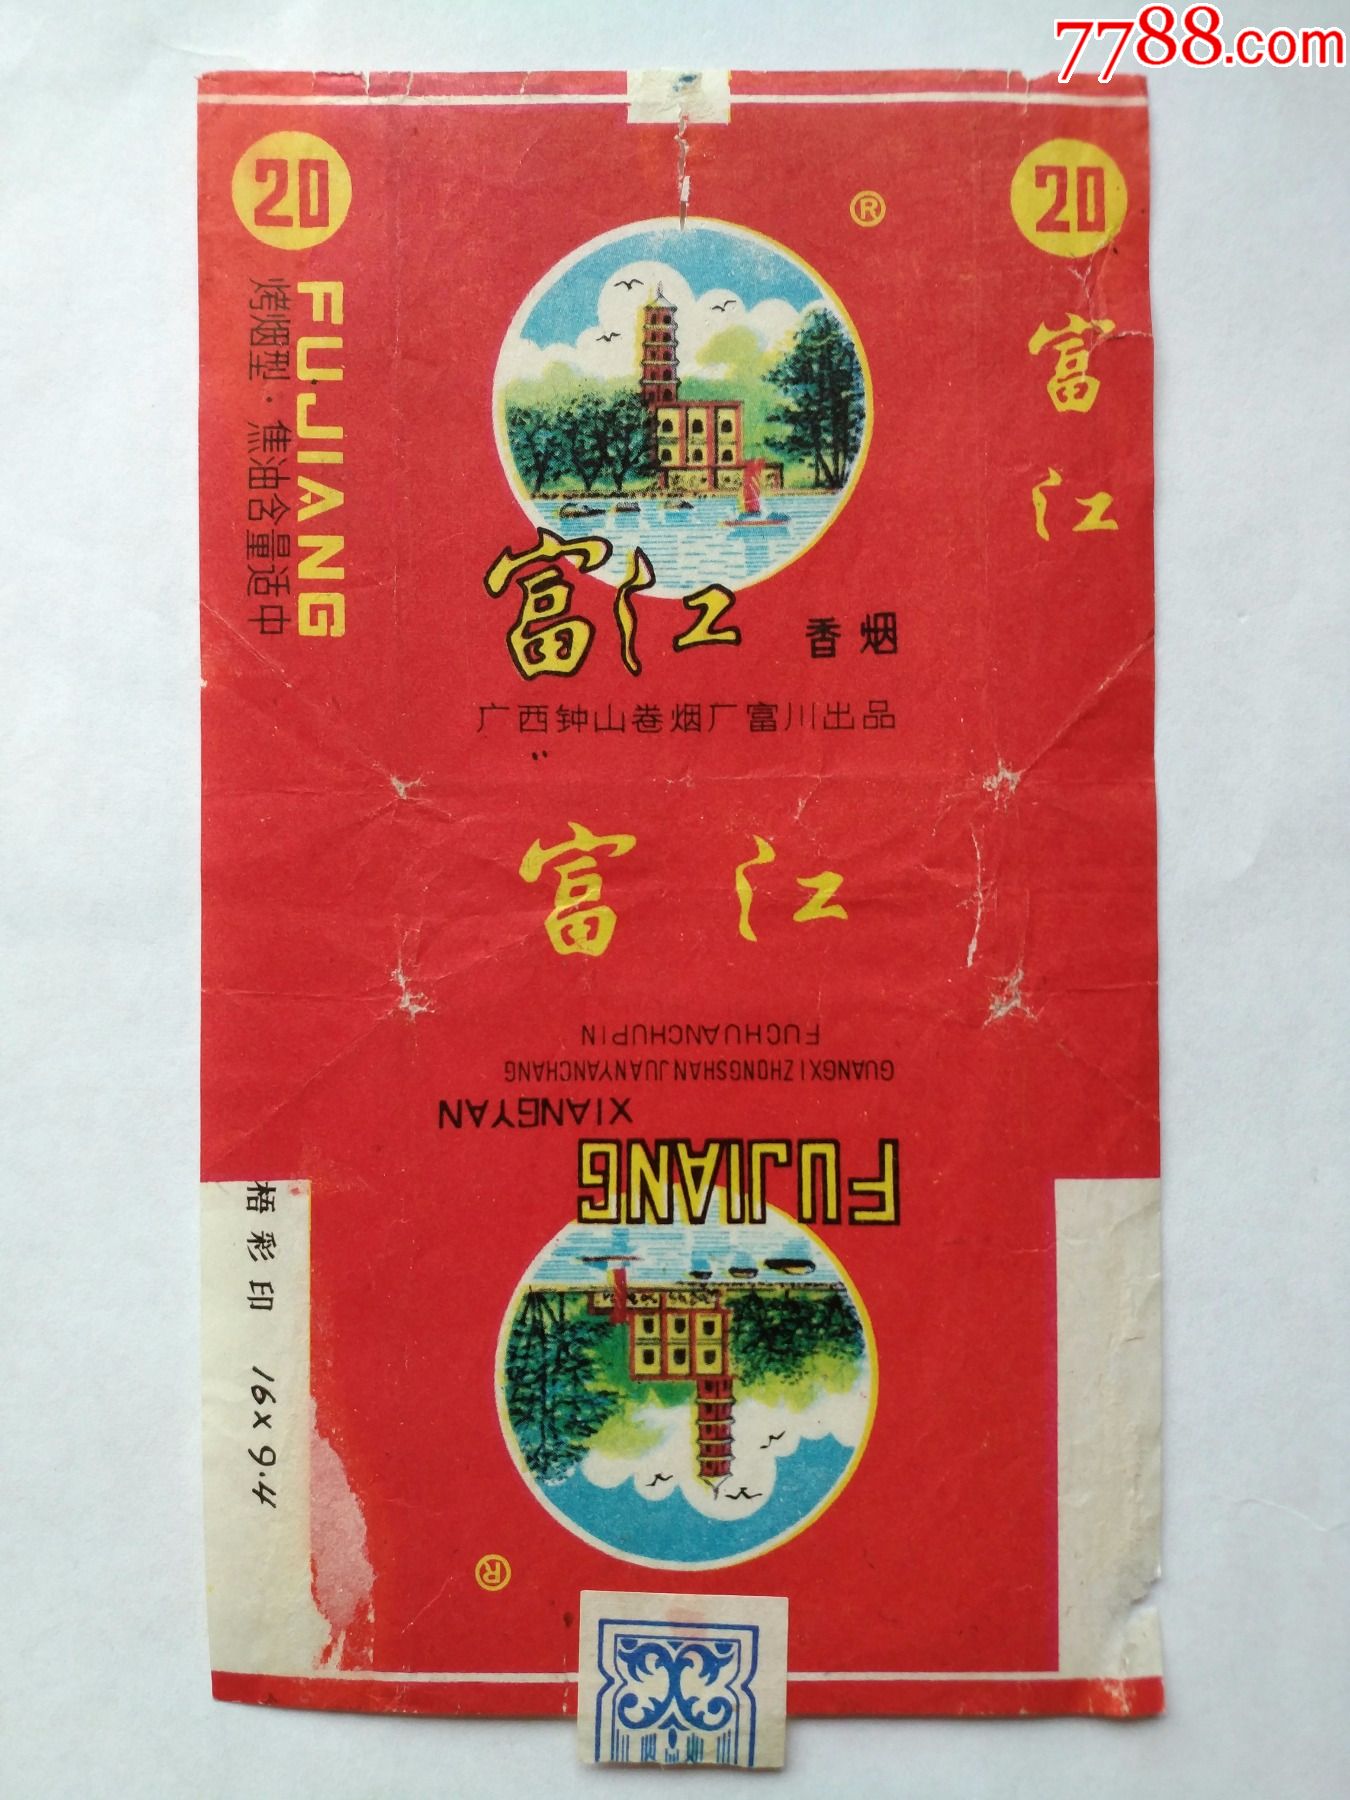 7788.com
20
FUJIANG
烤烟型·焦油含量适中
®
富江
香烟
广西钟山卷烟厂富川出品
20
富江
富江
FUCHUANCHUPIN
GUANGXIZHONGSHANJUANYANCHANG
XIANGYAN
FUJIANG
®
梧彩印
16×9.4